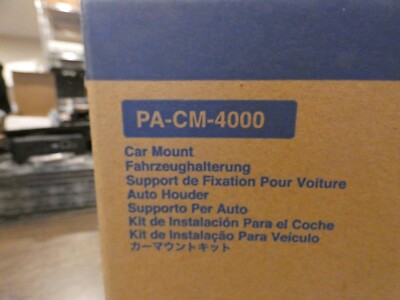 PA-CM-4000
Car Mount
Fahrzeughalterung
Support de Fixation Pour Voiture
Auto Houder
Supporto Per Auto
Kit de Instalación Para el Coche
Kit de Instalação Para Veículo
カーマウントキット